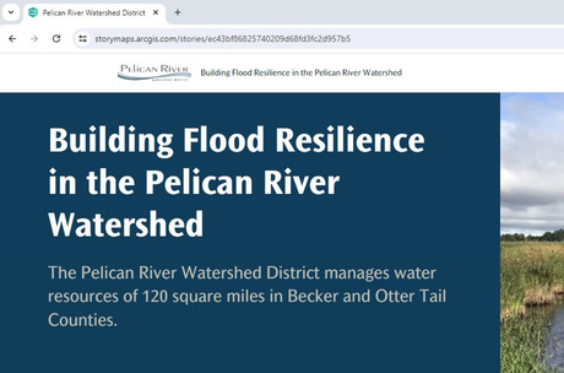 Pelican River Watershed District
storymaps.arcgis.com/stories/ec43bf86825740209d68fd3fc2d957b5
PELICAN RIVER
Building Flood Resilience in the Pelican River Watershed
Building Flood Resilience
in the Pelican River
Watershed
The Pelican River Watershed District manages water
resources of 120 square miles in Becker and Otter Tail
Counties.